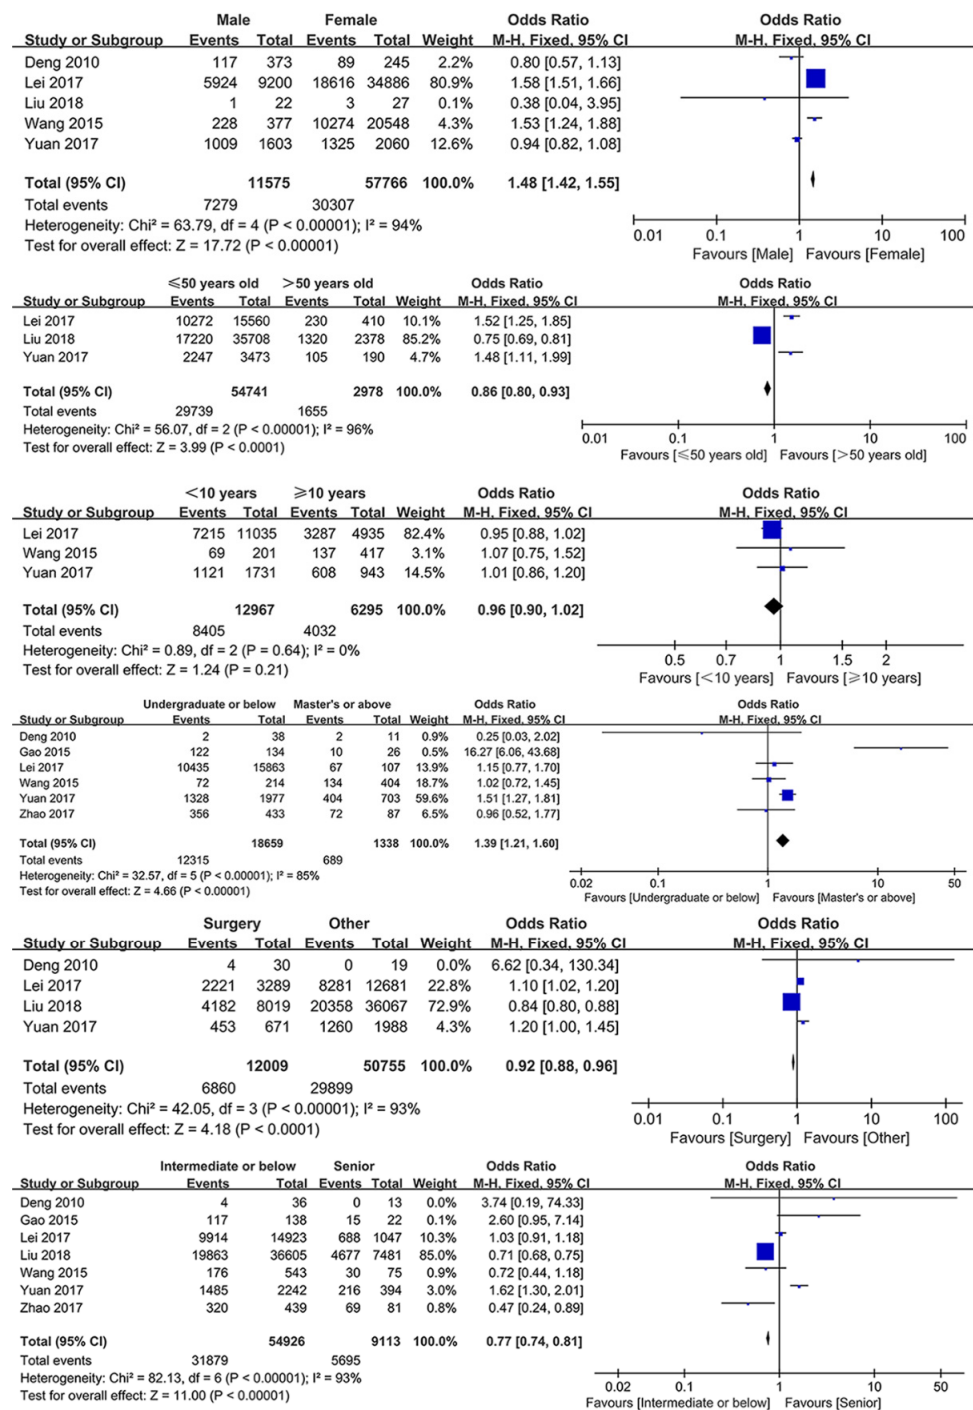 Male Female Odds Ratio Odds Ratio
Study or Subgroup Events Total Events Total Weight M-H, Fixed, 95% CI M-H, Fixed, 95% CI
Deng 2010 117 373 89 245 2.2% 0.80 [0.57, 1.13]
Lei 2017 5924 9200 18616 34886 80.9% 1.58 [1.51, 1.66]
Liu 2018 1 22 3 27 0.1% 0.38 [0.04, 3.95]
Wang 2015 228 377 10274 20548 4.3% 1.53 [1.24, 1.88]
Yuan 2017 1009 1603 1325 2060 12.6% 0.94 [0.82, 1.08]
Total (95% CI) 11575 57766 100.0% 1.48 [1.42, 1.55]
Total events 7279 30307
Heterogeneity: Chi² = 63.79, df = 4 (P < 0.00001); I² = 94%
Test for overall effect: Z = 17.72 (P < 0.00001)
0.01 0.1 1 10 100
Favours [Male] Favours [Female]
≤50 years old >50 years old Odds Ratio Odds Ratio
Study or Subgroup Events Total Events Total Weight M-H, Fixed, 95% CI M-H, Fixed, 95% CI
Lei 2017 10272 15560 230 410 10.1% 1.52 [1.25, 1.85]
Liu 2018 17220 35708 1320 2378 85.2% 0.75 [0.69, 0.81]
Yuan 2017 2247 3473 105 190 4.7% 1.48 [1.11, 1.99]
Total (95% CI) 54741 2978 100.0% 0.86 [0.80, 0.93]
Total events 29739 1655
Heterogeneity: Chi² = 56.07, df = 2 (P < 0.00001); I² = 96%
Test for overall effect: Z = 3.99 (P < 0.0001)
0.01 0.1 1 10 100
Favours [≤50 years old] Favours [>50 years old]
<10 years ≥10 years Odds Ratio Odds Ratio
Study or Subgroup Events Total Events Total Weight M-H, Fixed, 95% CI M-H, Fixed, 95% CI
Lei 2017 7215 11035 3287 4935 82.4% 0.95 [0.88, 1.02]
Wang 2015 69 201 137 417 3.1% 1.07 [0.75, 1.52]
Yuan 2017 1121 1731 608 943 14.5% 1.01 [0.86, 1.20]
Total (95% CI) 12967 6295 100.0% 0.96 [0.90, 1.02]
Total events 8405 4032
Heterogeneity: Chi² = 0.89, df = 2 (P = 0.64); I² = 0%
Test for overall effect: Z = 1.24 (P = 0.21)
0.5 0.7 1 1.5 2
Favours [<10 years] Favours [≥10 years]
Undergraduate or below Master's or above Odds Ratio Odds Ratio
Study or Subgroup Events Total Events Total Weight M-H, Fixed, 95% CI M-H, Fixed, 95% CI
Deng 2010 2 38 2 11 0.9% 0.25 [0.03, 2.02]
Gao 2015 122 134 10 26 0.5% 16.27 [6.06, 43.68]
Lei 2017 10435 15863 67 107 13.9% 1.15 [0.77, 1.70]
Wang 2015 72 214 134 404 18.7% 1.02 [0.72, 1.45]
Yuan 2017 1328 1977 404 703 59.6% 1.51 [1.27, 1.81]
Zhao 2017 356 433 72 87 6.5% 0.96 [0.52, 1.77]
Total (95% CI) 18659 1338 100.0% 1.39 [1.21, 1.60]
Total events 12315 689
Heterogeneity: Chi² = 32.57, df = 5 (P < 0.00001); I² = 85%
Test for overall effect: Z = 4.66 (P < 0.00001)
0.02 0.1 1 10 50
Favours [Undergraduate or below] Favours [Master's or above]
Surgery Other Odds Ratio Odds Ratio
Study or Subgroup Events Total Events Total Weight M-H, Fixed, 95% CI M-H, Fixed, 95% CI
Deng 2010 4 30 0 19 0.0% 6.62 [0.34, 130.34]
Lei 2017 2221 3289 8281 12681 22.8% 1.10 [1.02, 1.20]
Liu 2018 4182 8019 20358 36067 72.9% 0.84 [0.80, 0.88]
Yuan 2017 453 671 1260 1988 4.3% 1.20 [1.00, 1.45]
Total (95% CI) 12009 50755 100.0% 0.92 [0.88, 0.96]
Total events 6860 29899
Heterogeneity: Chi² = 42.05, df = 3 (P < 0.00001); I² = 93%
Test for overall effect: Z = 4.18 (P < 0.0001)
0.01 0.1 1 10 100
Favours [Surgery] Favours [Other]
Intermediate or below Senior Odds Ratio Odds Ratio
Study or Subgroup Events Total Events Total Weight M-H, Fixed, 95% CI M-H, Fixed, 95% CI
Deng 2010 4 36 0 13 0.0% 3.74 [0.19, 74.33]
Gao 2015 117 138 15 22 0.1% 2.60 [0.95, 7.14]
Lei 2017 9914 14923 688 1047 10.3% 1.03 [0.91, 1.18]
Liu 2018 19863 36605 4677 7481 85.0% 0.71 [0.68, 0.75]
Wang 2015 176 543 30 75 0.9% 0.72 [0.44, 1.18]
Yuan 2017 1485 2242 216 394 3.0% 1.62 [1.30, 2.01]
Zhao 2017 320 439 69 81 0.8% 0.47 [0.24, 0.89]
Total (95% CI) 54926 9113 100.0% 0.77 [0.74, 0.81]
Total events 31879 5695
Heterogeneity: Chi² = 82.13, df = 6 (P < 0.00001); I² = 93%
Test for overall effect: Z = 11.00 (P < 0.00001)
0.02 0.1 1 10 50
Favours [Intermediate or below] Favours [Senior]